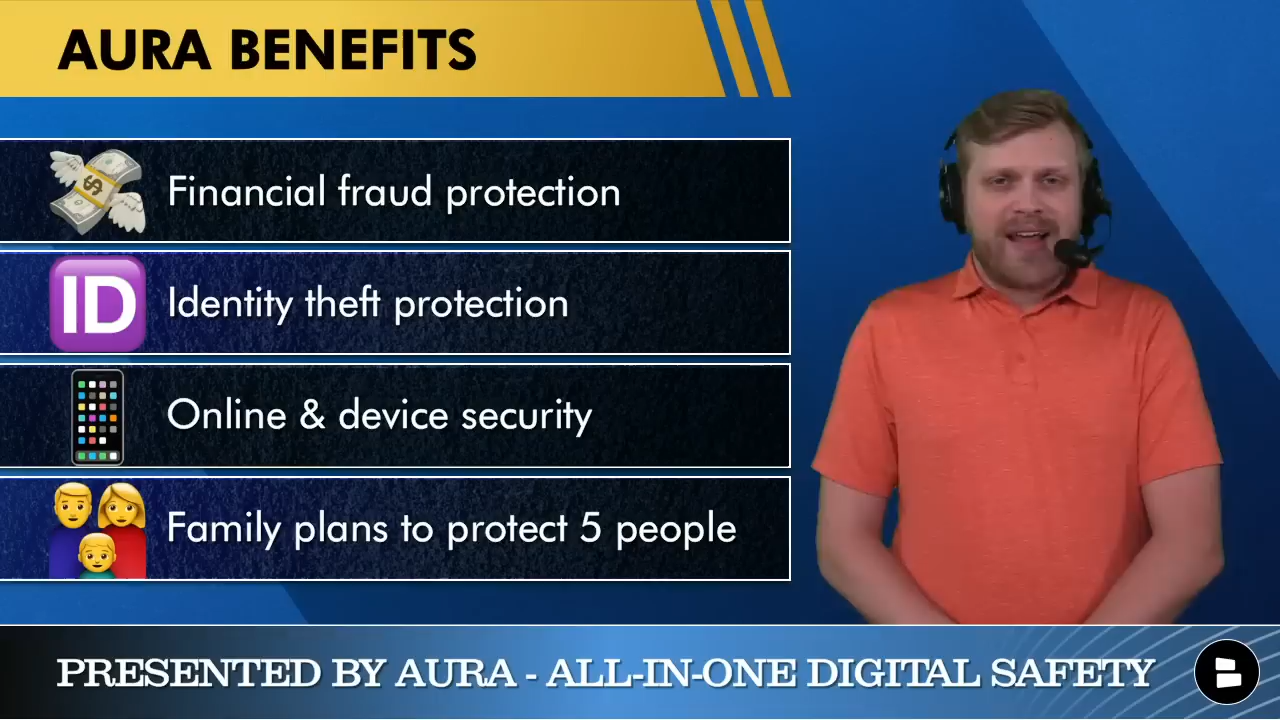 AURA BENEFITS
Financial fraud protection
ID
Identity theft protection
Online & device security
Family plans to protect 5 people
PRESENTED BY AURA - ALL-IN-ONE DIGITAL SAFETY